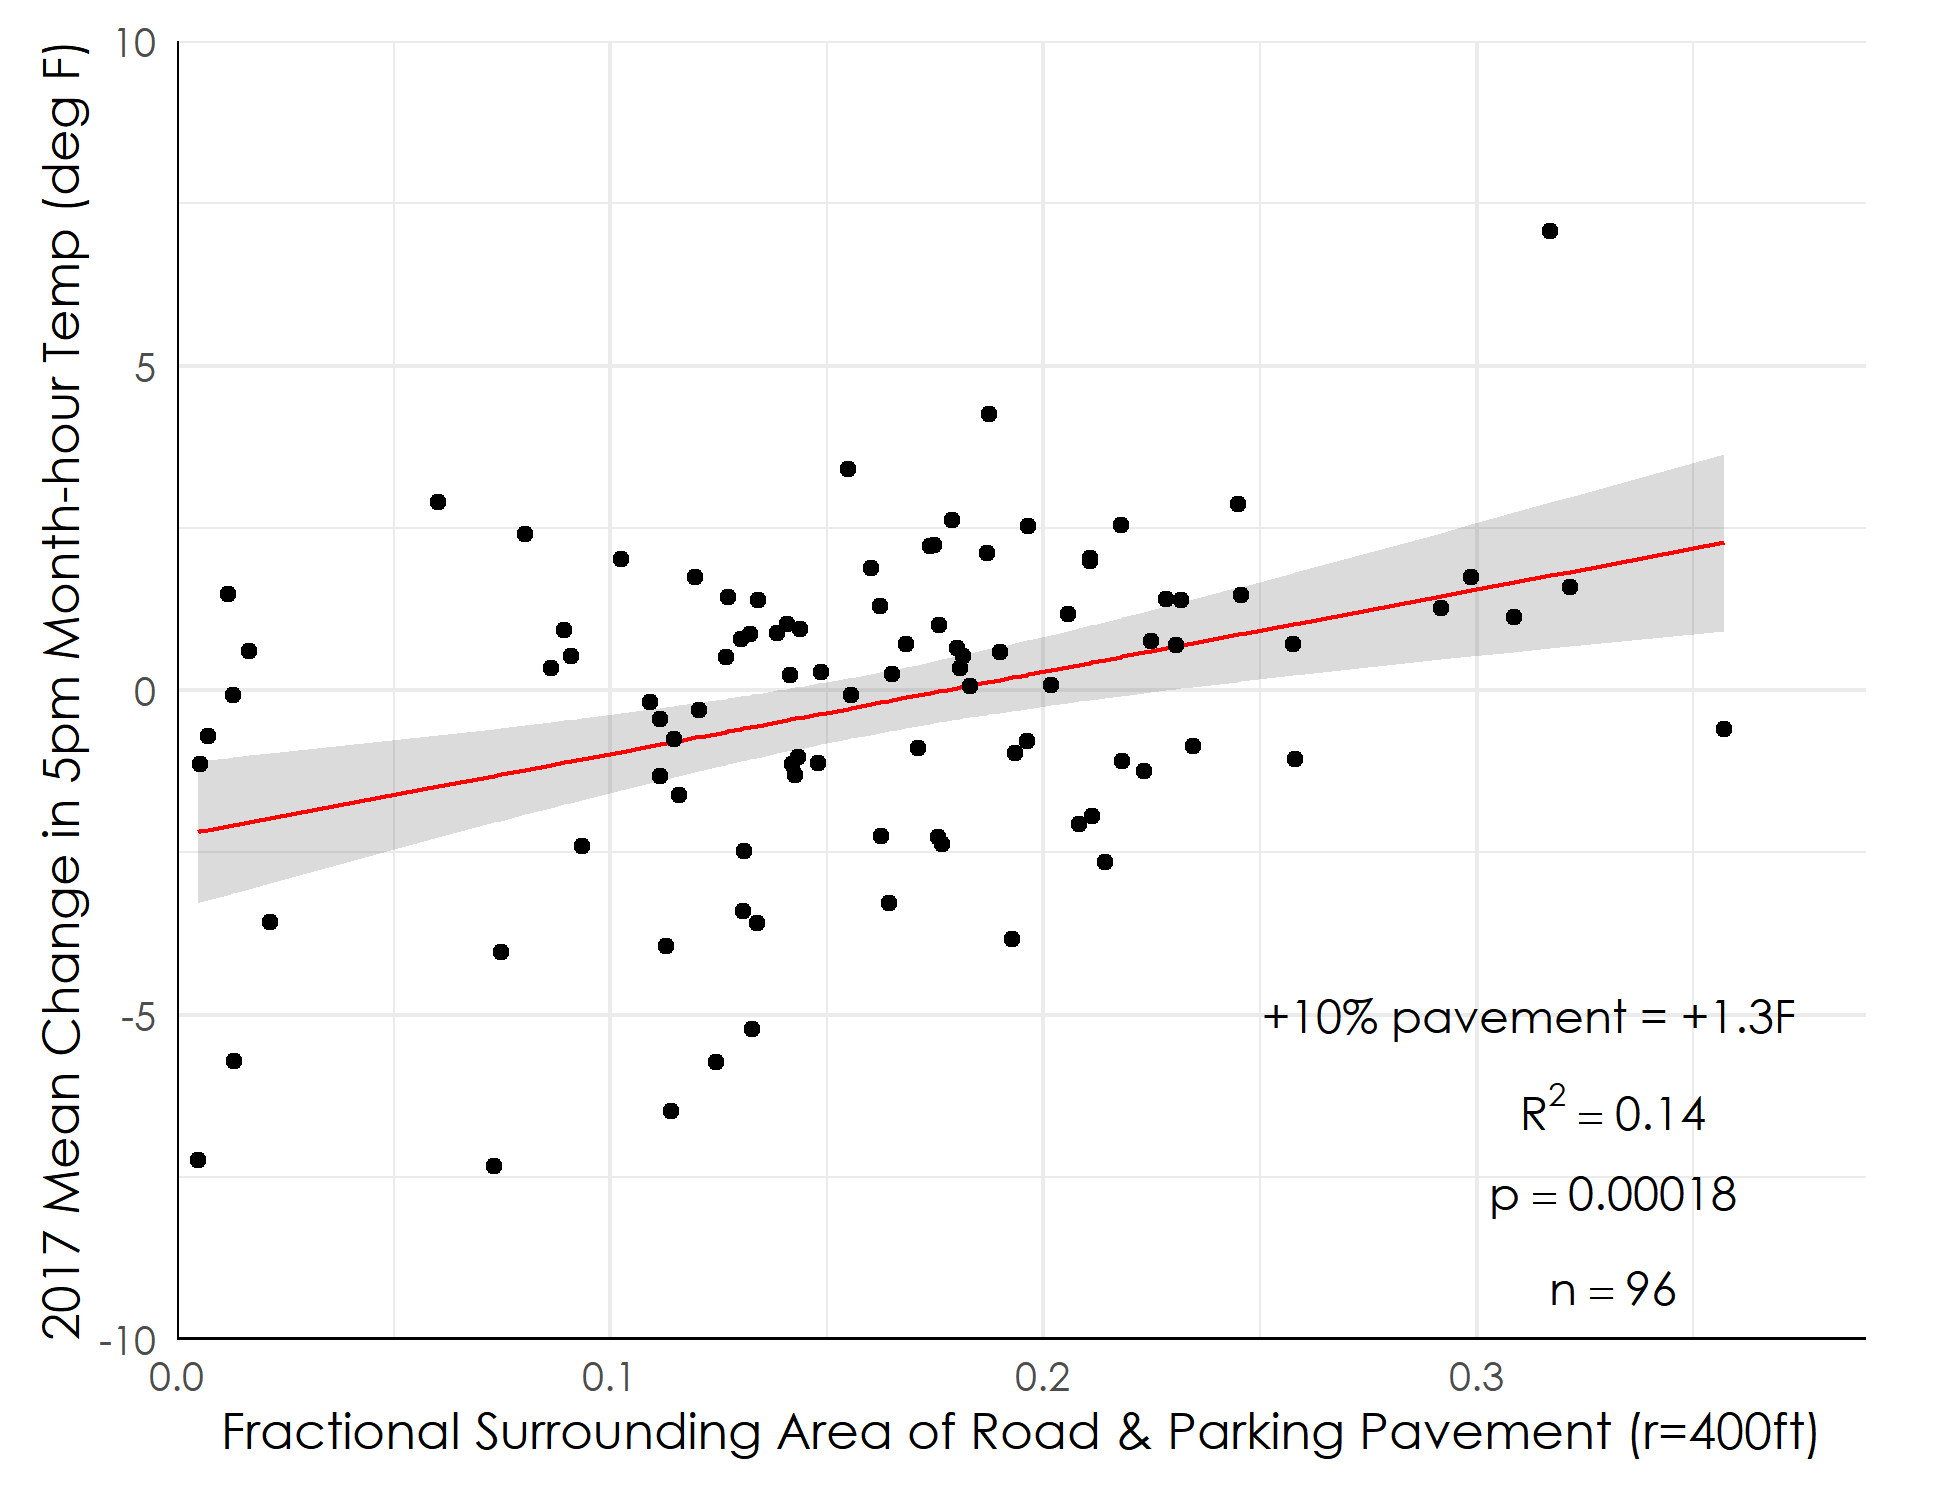 2017 Mean Change in 5pm Month-hour Temp (deg F)
10
5
0
-5
-10
+10% pavement = +1.3F
R² = 0.14
p = 0.00018
n = 96
0.0 0.1 0.2 0.3
Fractional Surrounding Area of Road & Parking Pavement (r=400ft)